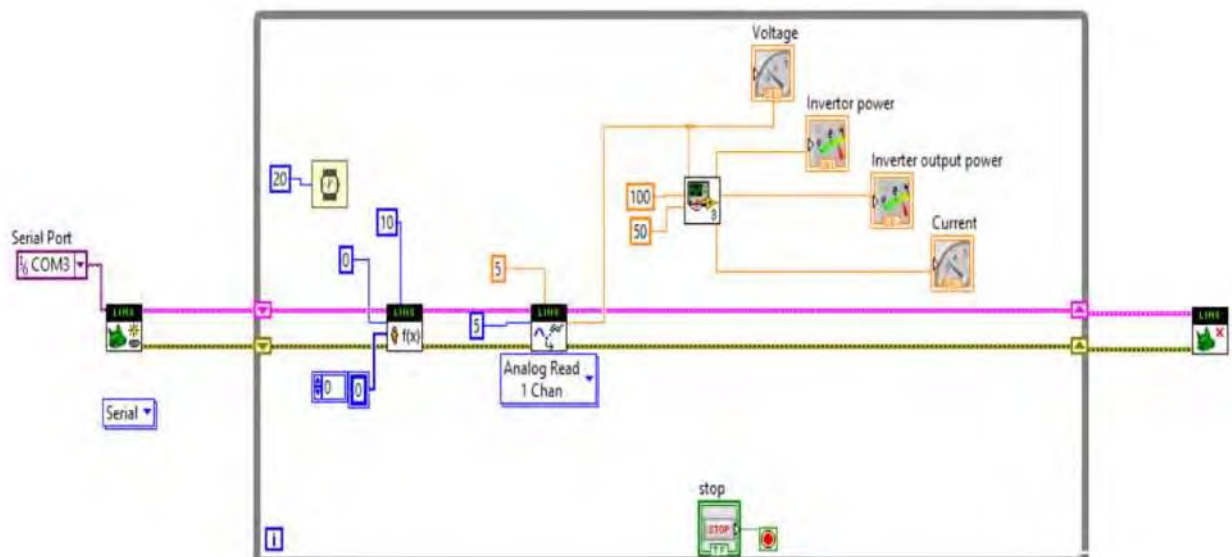 Voltage
Invertor power
Inverter output power
Current
20
10
0
100
50
5
Serial Port
COM3
LINX
LINX
f(x)
5
LINX
LINX
0
0
Analog Read
1 Chan
Serial
stop
STOP
TF
i
3